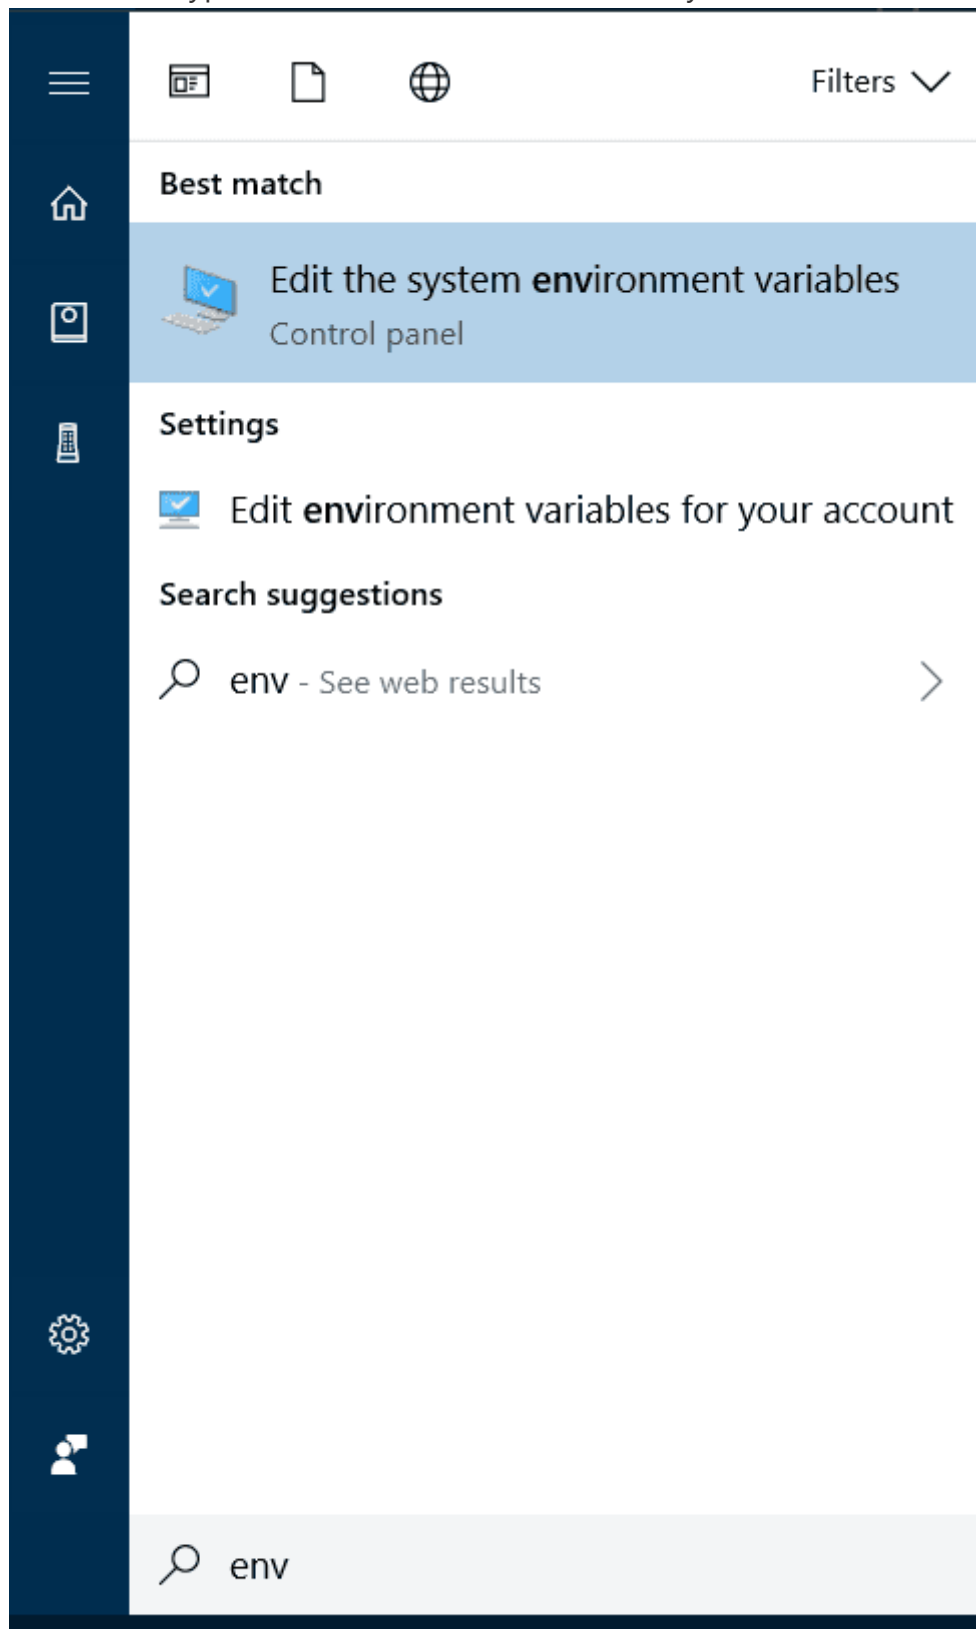 Filters
Best match
Edit the system environment variables
Control panel
Settings
Edit environment variables for your account
Search suggestions
env - See web results
env